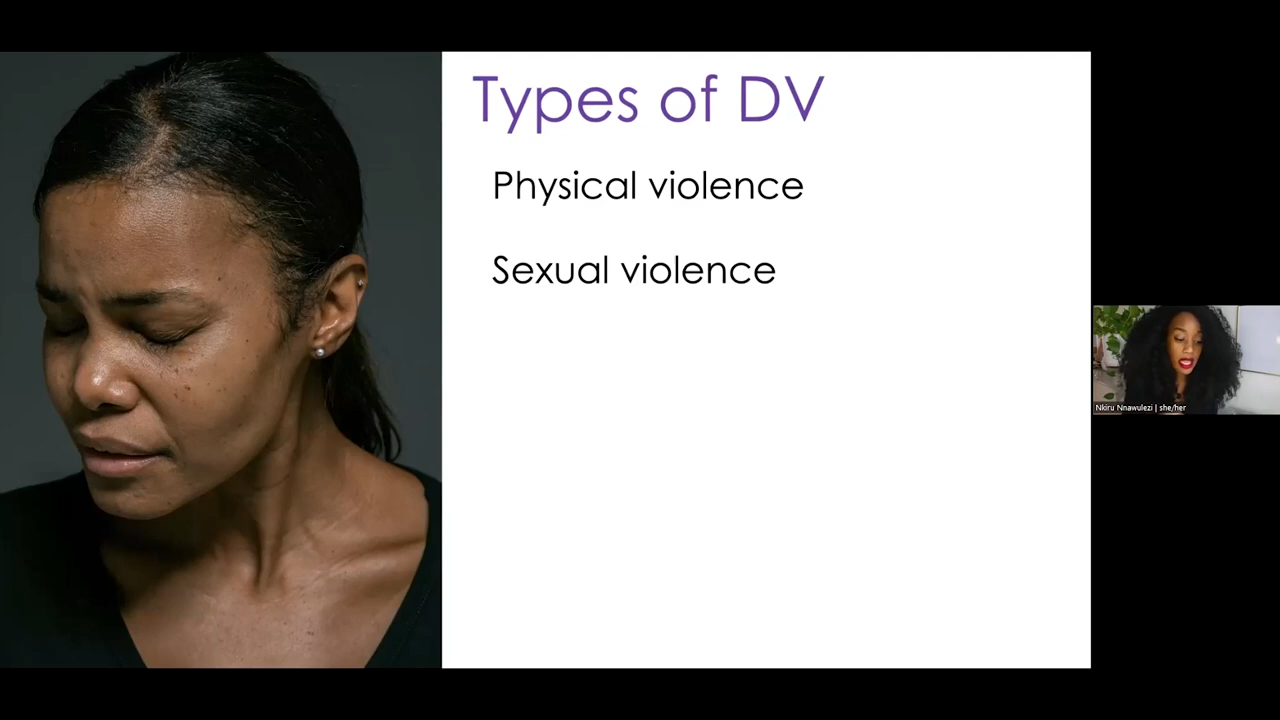 Types of DV
Physical violence
Sexual violence
Nkiru Nnawulezi | she/her